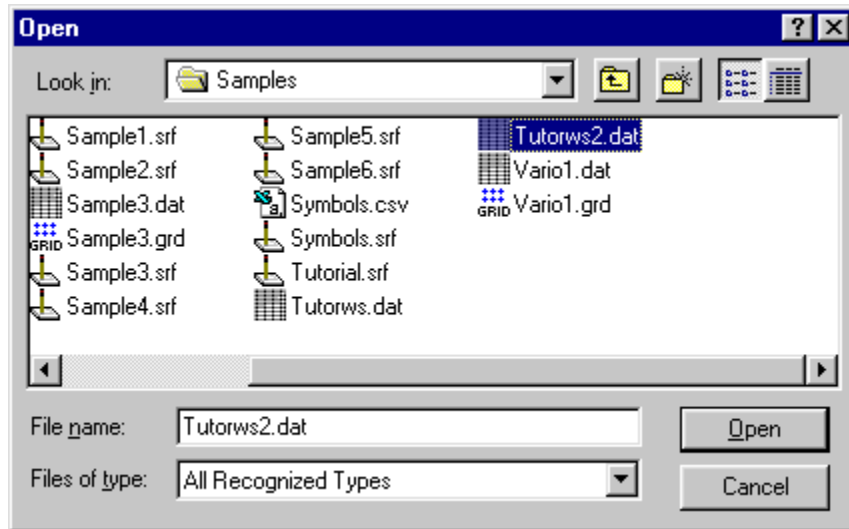 Open
Look in: Samples
Sample1.srf
Sample2.srf
Sample3.dat
GRID Sample3.grd
Sample3.srf
Sample4.srf
Sample5.srf
Sample6.srf
Symbols.csv
Symbols.srf
Tutorial.srf
Tutorws.dat
Tutorws2.dat
Vario1.dat
GRID Vario1.grd
File name: Tutorws2.dat Open
Files of type: All Recognized Types Cancel